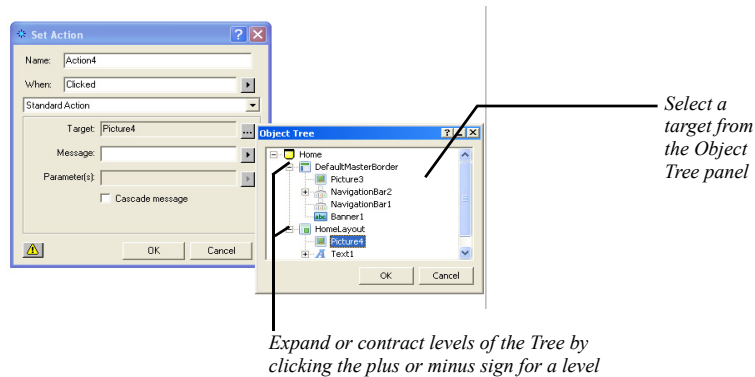 Set Action
Name: Action4
When: Clicked
Standard Action
Target: Picture4 ...
Message:
Parameter(s):
Cascade message
OK Cancel
Object Tree
Home
DefaultMasterBorder
Picture3
NavigationBar2
NavigationBar1
abc Banner1
HomeLayout
Picture4
A Text1
OK Cancel
Select a
target from
the Object
Tree panel
Expand or contract levels of the Tree by
clicking the plus or minus sign for a level